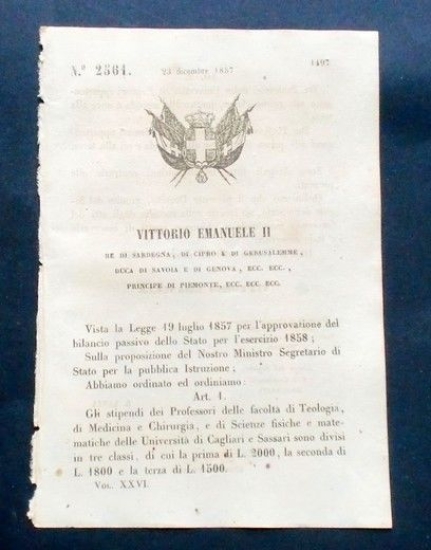 N.º 2561. 23 dicembre 1857 1497
VITTORIO EMANUELE II
RE DI SARDEGNA, DI CIPRO E DI GERUSALEMME,
DUCA DI SAVOIA E DI GENOVA, ECC. ECC.,
PRINCIPE DI PIEMONTE, ECC. ECC. ECC.
Vista la Legge 19 luglio 1857 per l'approvazione del
bilancio passivo dello Stato per l'esercizio 1858;
Sulla proposizione del Nostro Ministro Segretario di
Stato per la pubblica Istruzione;
Abbiamo ordinato ed ordiniamo:
Art. 1.
Gli stipendi dei Professori delle facoltà di Teologia,
di Medicina e Chirurgia, e di Scienze fisiche e mate-
matiche delle Università di Cagliari e Sassari sono divisi
in tre classi, di cui la prima di L. 2000, la seconda di
L. 1800 e la terza di L. 1500.
Vol. XXVI.